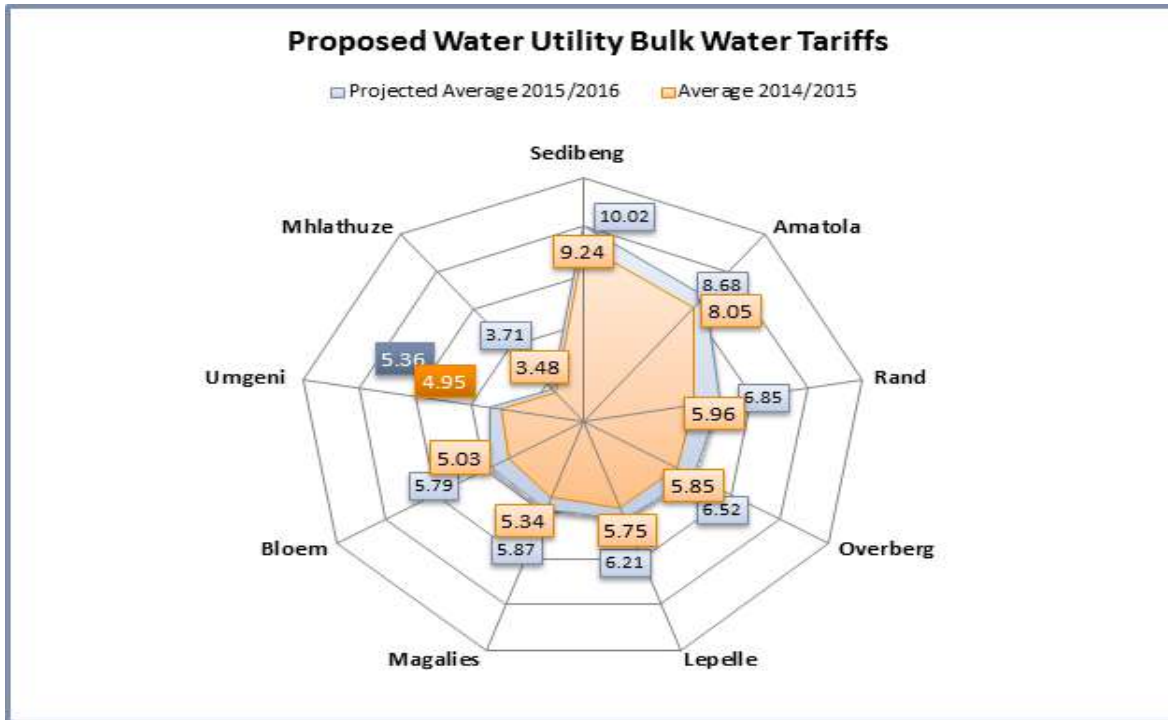 Proposed Water Utility Bulk Water Tariffs
Projected Average 2015/2016 Average 2014/2015
Sedibeng
10.02
Mhlathuze Amatola
9.24
8.68
8.05
3.71
5.36 3.48
Umgeni 4.95 Rand
6.85
5.96
5.03 5.85
5.79 6.52
5.34 5.75
Bloem 5.87 6.21 Overberg
Magalies Lepelle